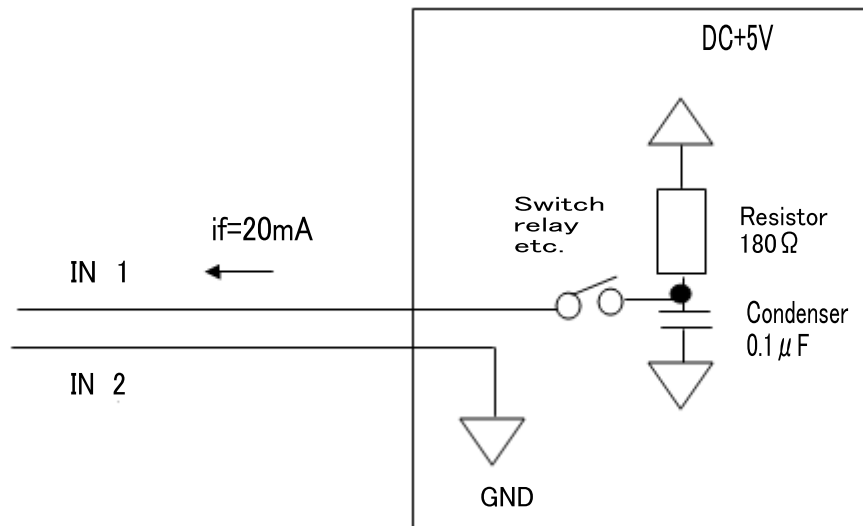 DC+5V
Switch
relay
etc.
Resistor
180Ω
if=20mA
IN 1
Condenser
0.1μF
IN 2
GND